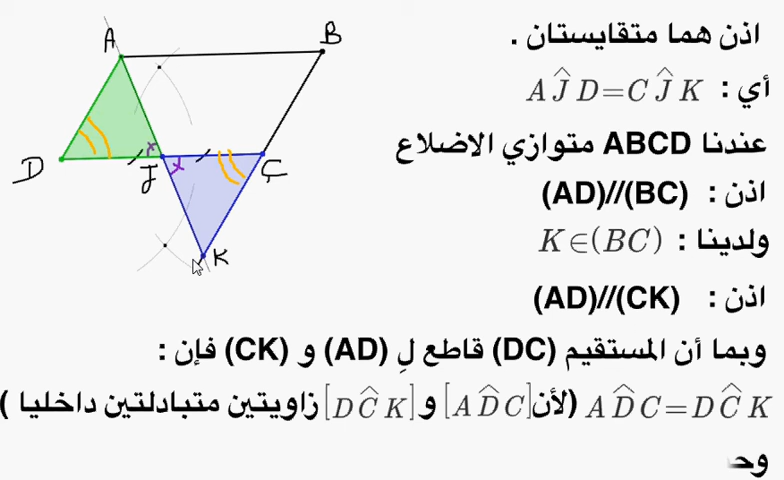 A
B
D
J
C
K
اذن هما متقايستان .
أي : AĴD=CĴK
عندنا ABCD متوازي الاضلاع
اذن : (AD)//(BC)
ولدينا : K∈(BC)
اذن : (AD)//(CK)
وبما أن المستقيم (DC) قاطع لِ (AD) و (CK) فإن :
AD̂C=DĈK (لأن[AD̂C] و[DĈK] زاويتين متبادلتين داخليا )